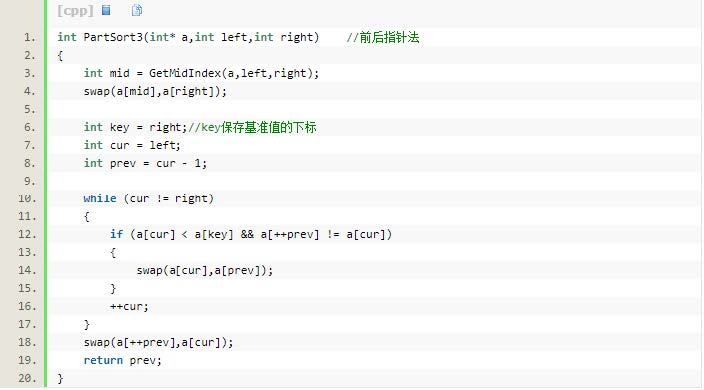 [cpp]
1. int PartSort3(int* a,int left,int right)    //前后指针法
2. {
3.     int mid = GetMidIndex(a,left,right);
4.     swap(a[mid],a[right]);
5.
6.     int key = right;//key保存基准值的下标
7.     int cur = left;
8.     int prev = cur - 1;
9.
10.     while (cur != right)
11.     {
12.         if (a[cur] < a[key] && a[++prev] != a[cur])
13.         {
14.             swap(a[cur],a[prev]);
15.         }
16.         ++cur;
17.     }
18.     swap(a[++prev],a[cur]);
19.     return prev;
20. }